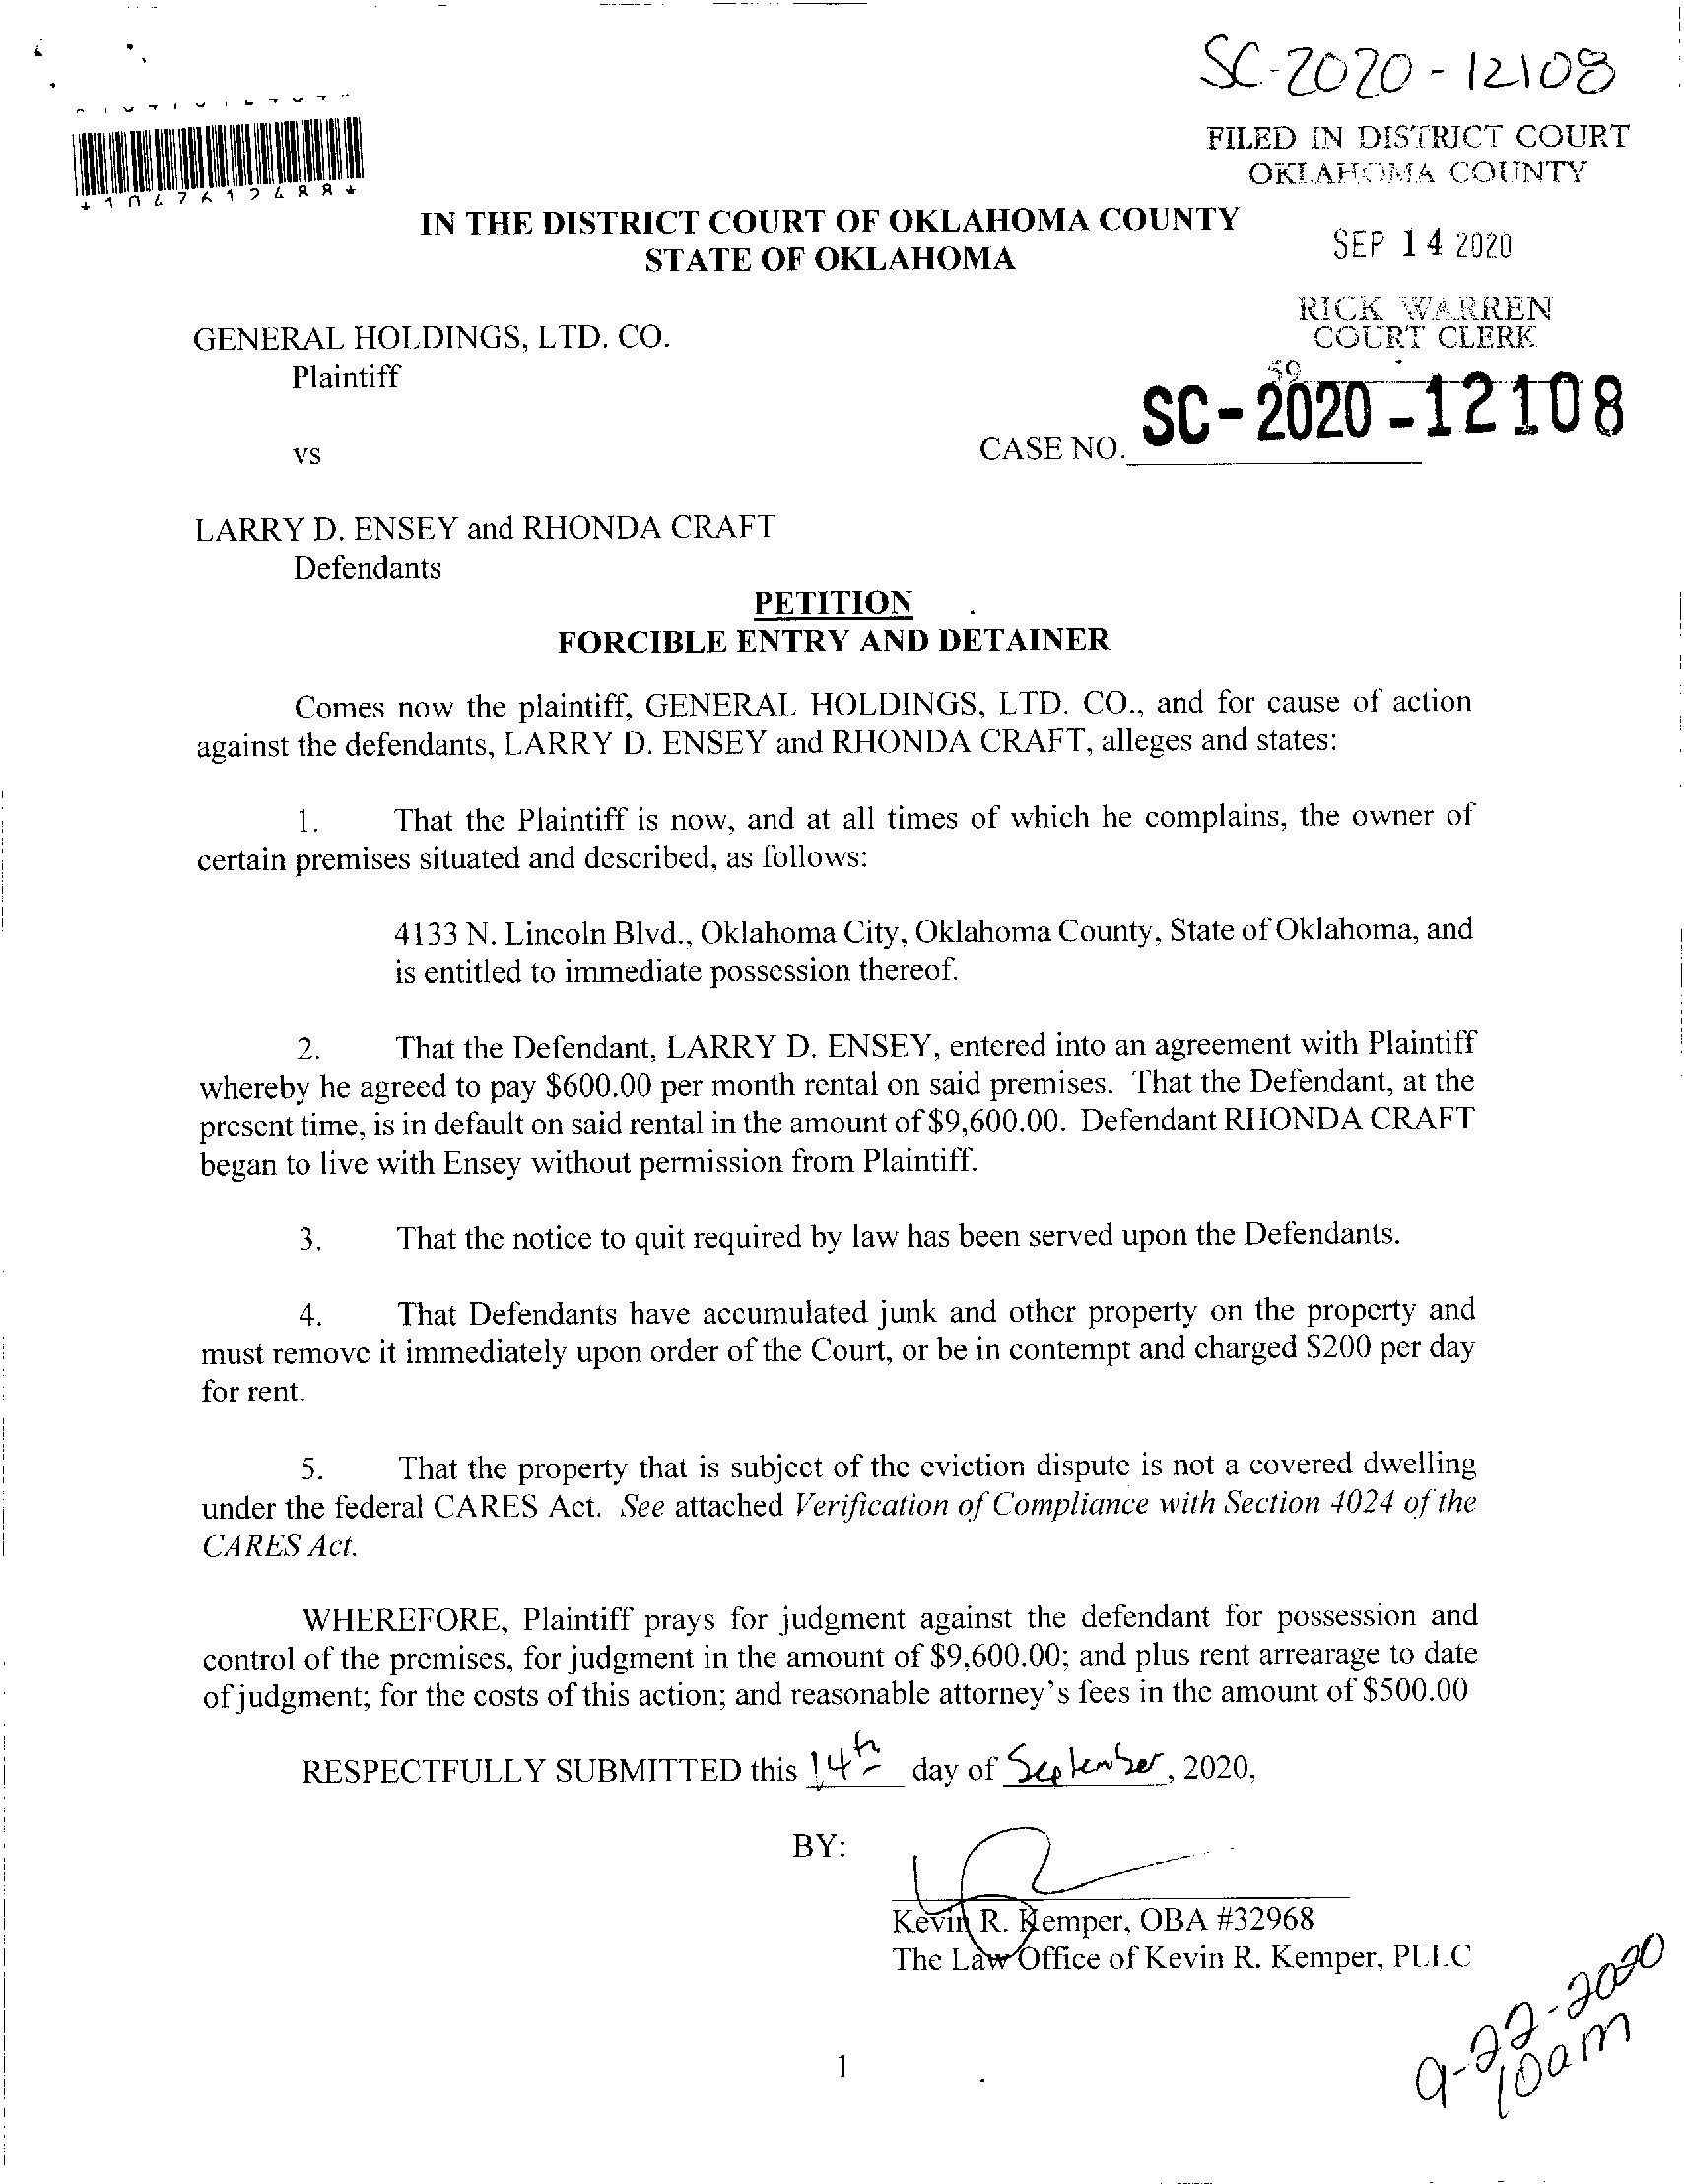 SC-2020-12108
FILED IN DISTRICT COURT
OKLAHOMA COUNTY
IN THE DISTRICT COURT OF OKLAHOMA COUNTY
STATE OF OKLAHOMA
SEP 14 2020
RICK WARREN
COURT CLERK
59
GENERAL HOLDINGS, LTD. CO.
Plaintiff
vs
CASE NO. SC-2020-12108
LARRY D. ENSEY and RHONDA CRAFT
Defendants
PETITION
FORCIBLE ENTRY AND DETAINER
Comes now the plaintiff, GENERAL HOLDINGS, LTD. CO., and for cause of action
against the defendants, LARRY D. ENSEY and RHONDA CRAFT, alleges and states:
1. That the Plaintiff is now, and at all times of which he complains, the owner of
certain premises situated and described, as follows:
4133 N. Lincoln Blvd., Oklahoma City, Oklahoma County, State of Oklahoma, and
is entitled to immediate possession thereof.
2. That the Defendant, LARRY D. ENSEY, entered into an agreement with Plaintiff
whereby he agreed to pay $600.00 per month rental on said premises. That the Defendant, at the
present time, is in default on said rental in the amount of $9,600.00. Defendant RHONDA CRAFT
began to live with Ensey without permission from Plaintiff.
3. That the notice to quit required by law has been served upon the Defendants.
4. That Defendants have accumulated junk and other property on the property and
must remove it immediately upon order of the Court, or be in contempt and charged $200 per day
for rent.
5. That the property that is subject of the eviction dispute is not a covered dwelling
under the federal CARES Act. See attached Verification of Compliance with Section 4024 of the
CARES Act.
WHEREFORE, Plaintiff prays for judgment against the defendant for possession and
control of the premises, for judgment in the amount of $9,600.00; and plus rent arrearage to date
of judgment; for the costs of this action; and reasonable attorney's fees in the amount of $500.00
RESPECTFULLY SUBMITTED this 14th day of September, 2020,
BY:
Kevin R. Kemper, OBA #32968
The Law Office of Kevin R. Kemper, PLLC
9-22-2020
10am
1